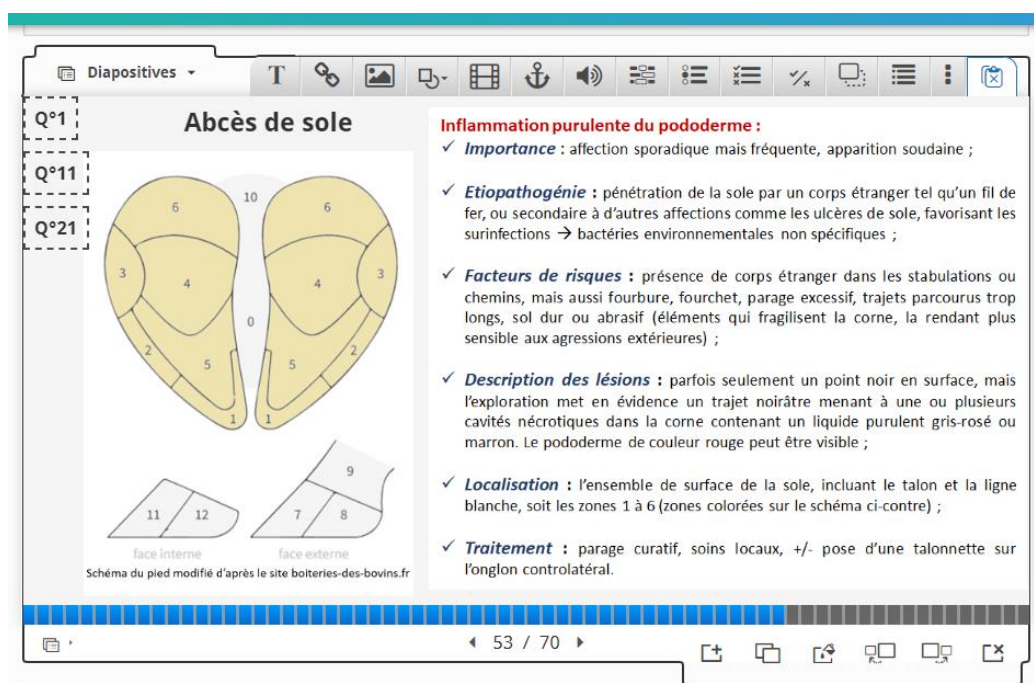 Diapositives
T
Q°1
Q°11
Q°21
Abcès de sole
6
10
6
3
4
4
3
0
2
5
5
2
1
1
9
11
12
7
8
face interne
face externe
Schéma du pied modifié d'après le site boiteries-des-bovins.fr
Inflammation purulente du pododerme :
✓ Importance : affection sporadique mais fréquente, apparition soudaine ;
✓ Etiopathogénie : pénétration de la sole par un corps étranger tel qu'un fil de
fer, ou secondaire à d'autres affections comme les ulcères de sole, favorisant les
surinfections → bactéries environnementales non spécifiques ;
✓ Facteurs de risques : présence de corps étranger dans les stabulations ou
chemins, mais aussi fourbure, fourchet, parage excessif, trajets parcourus trop
longs, sol dur ou abrasif (éléments qui fragilisent la corne, la rendant plus
sensible aux agressions extérieures) ;
✓ Description des lésions : parfois seulement un point noir en surface, mais
l'exploration met en évidence un trajet noirâtre menant à une ou plusieurs
cavités nécrotiques dans la corne contenant un liquide purulent gris-rosé ou
marron. Le pododerme de couleur rouge peut être visible ;
✓ Localisation : l'ensemble de surface de la sole, incluant le talon et la ligne
blanche, soit les zones 1 à 6 (zones colorées sur le schéma ci-contre) ;
✓ Traitement : parage curatif, soins locaux, +/- pose d'une talonnette sur
l'onglon controlatéral.
53 / 70